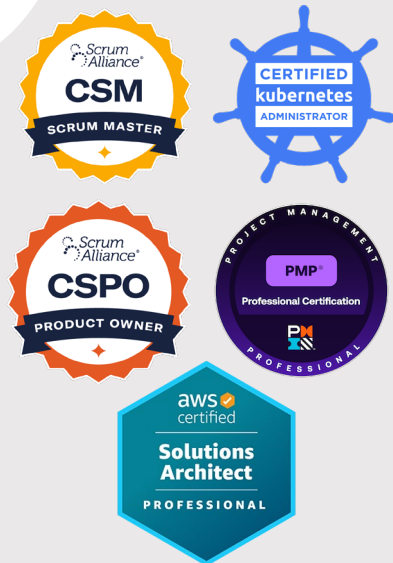 Scrum
Alliance®
CSM
SCRUM MASTER
CERTIFIED
kubernetes
ADMINISTRATOR
Scrum
Alliance®
CSPO
PRODUCT OWNER
PROJECT MANAGEMENT
PMP®
Professional Certification
PMI
PROFESSIONAL
aws
certified
Solutions
Architect
PROFESSIONAL